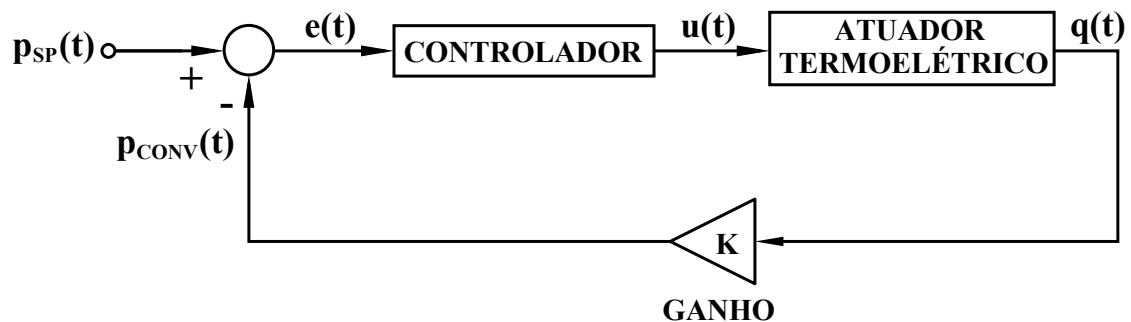 p_SP(t)
+
-
e(t)
CONTROLADOR
u(t)
ATUADOR
TERMOELÉTRICO
q(t)
p_CONV(t)
K
GANHO